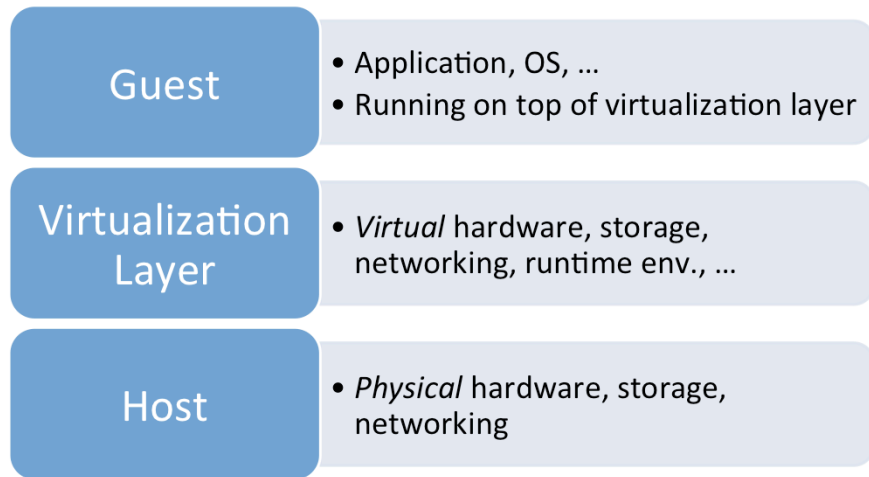 Guest
• Application, OS, …
• Running on top of virtualization layer
Virtualization
Layer
• Virtual hardware, storage,
networking, runtime env., …
Host
• Physical hardware, storage,
networking